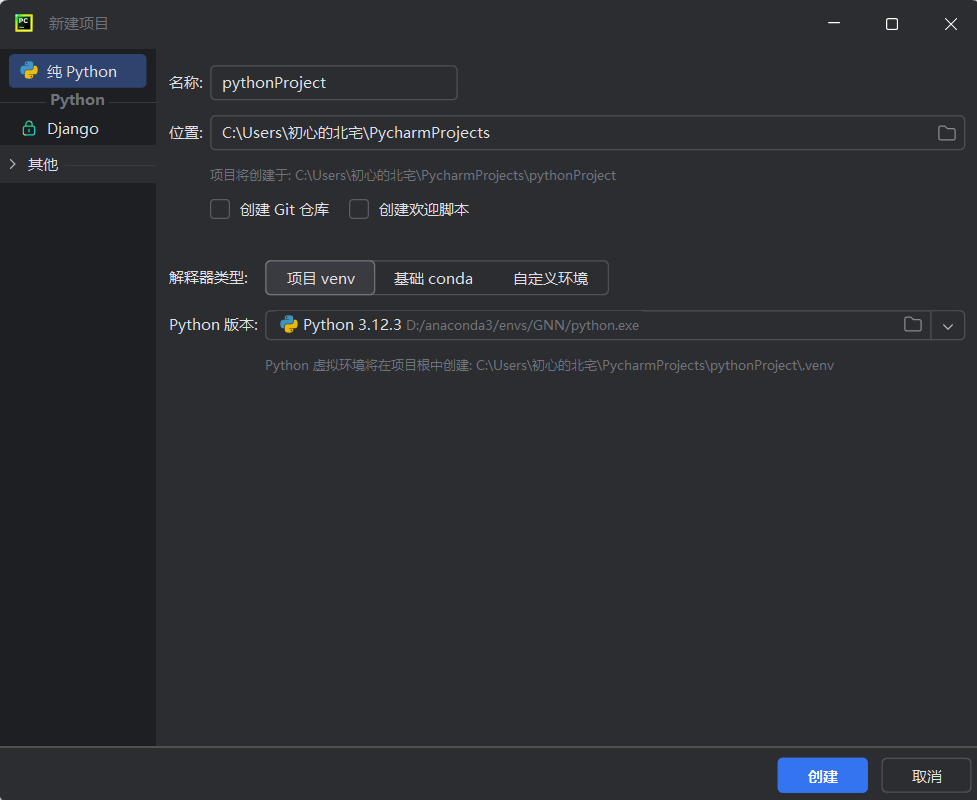 PC 新建项目
纯 Python
Python
Django
其他
名称: pythonProject
位置: C:\Users\初心的北宅\PycharmProjects
项目将创建于: C:\Users\初心的北宅\PycharmProjects\pythonProject
创建 Git 仓库 创建欢迎脚本
解释器类型: 项目 venv 基础 conda 自定义环境
Python 版本: Python 3.12.3 D:/anaconda3/envs/GNN/python.exe
Python 虚拟环境将在项目根中创建: C:\Users\初心的北宅\PycharmProjects\pythonProject\.venv
创建 取消